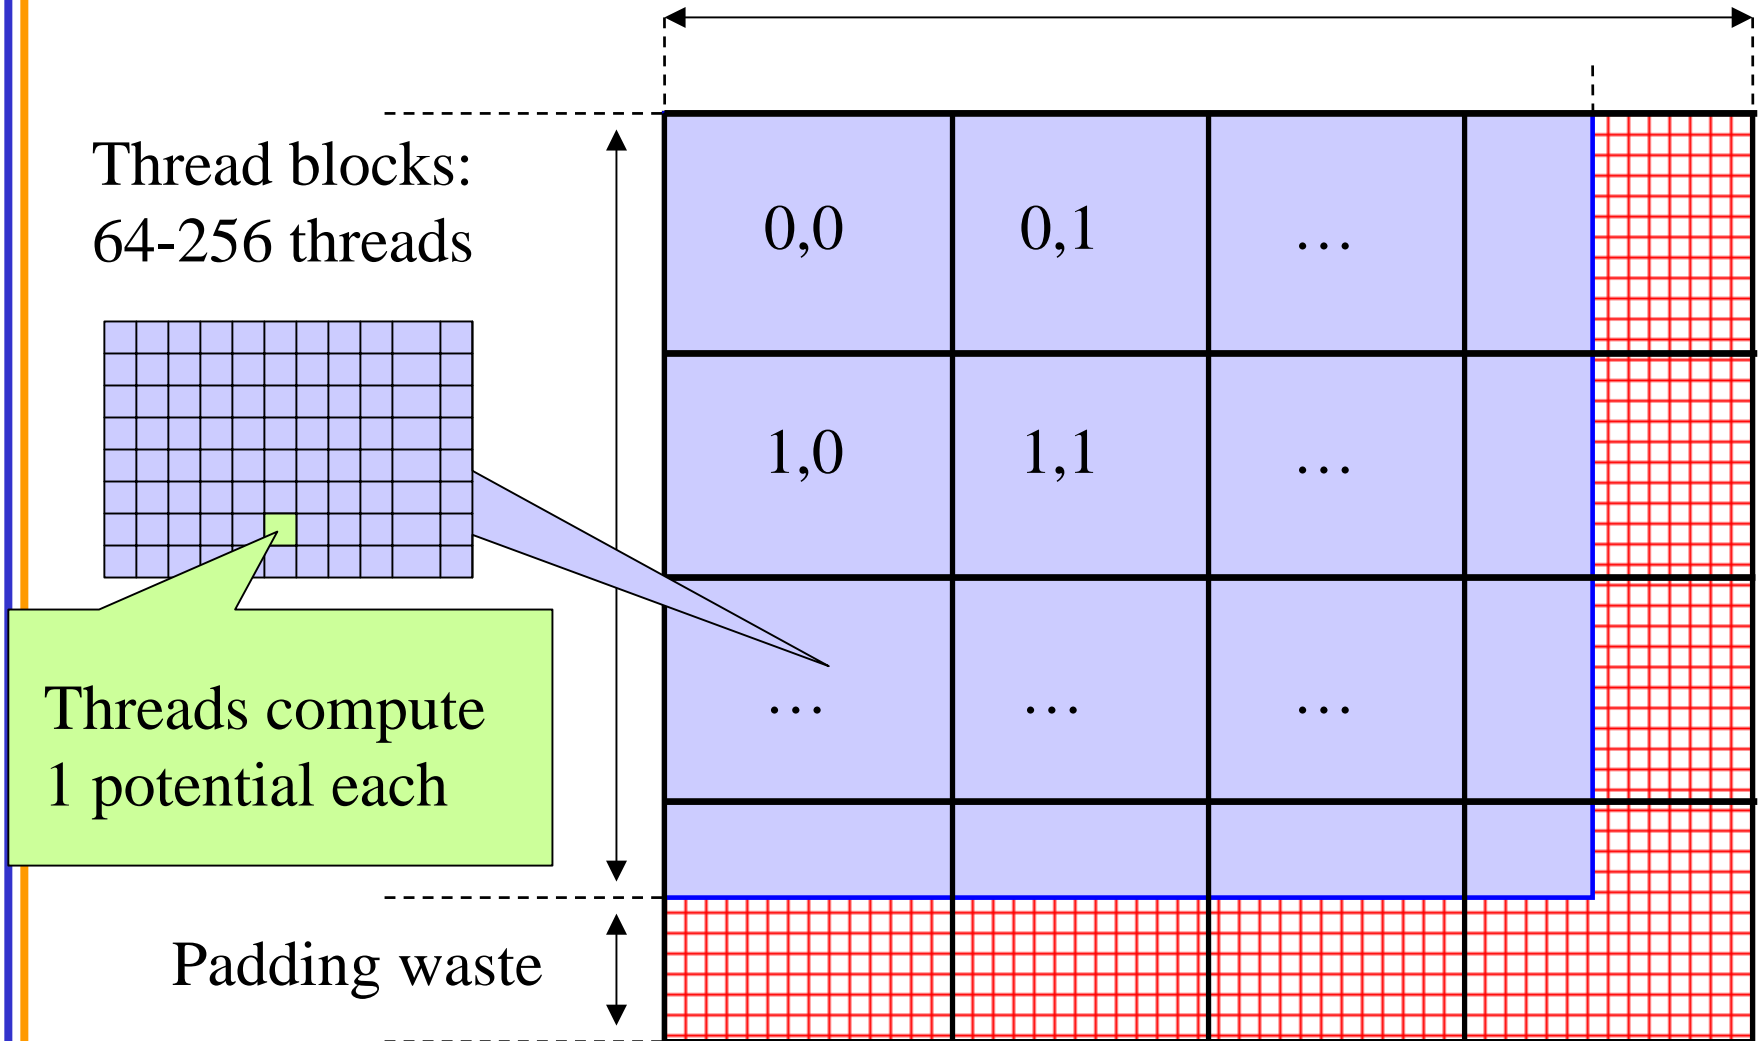 Thread blocks:
64-256 threads
0,0 0,1 …
1,0 1,1 …
… … …
Threads compute
1 potential each
Padding waste